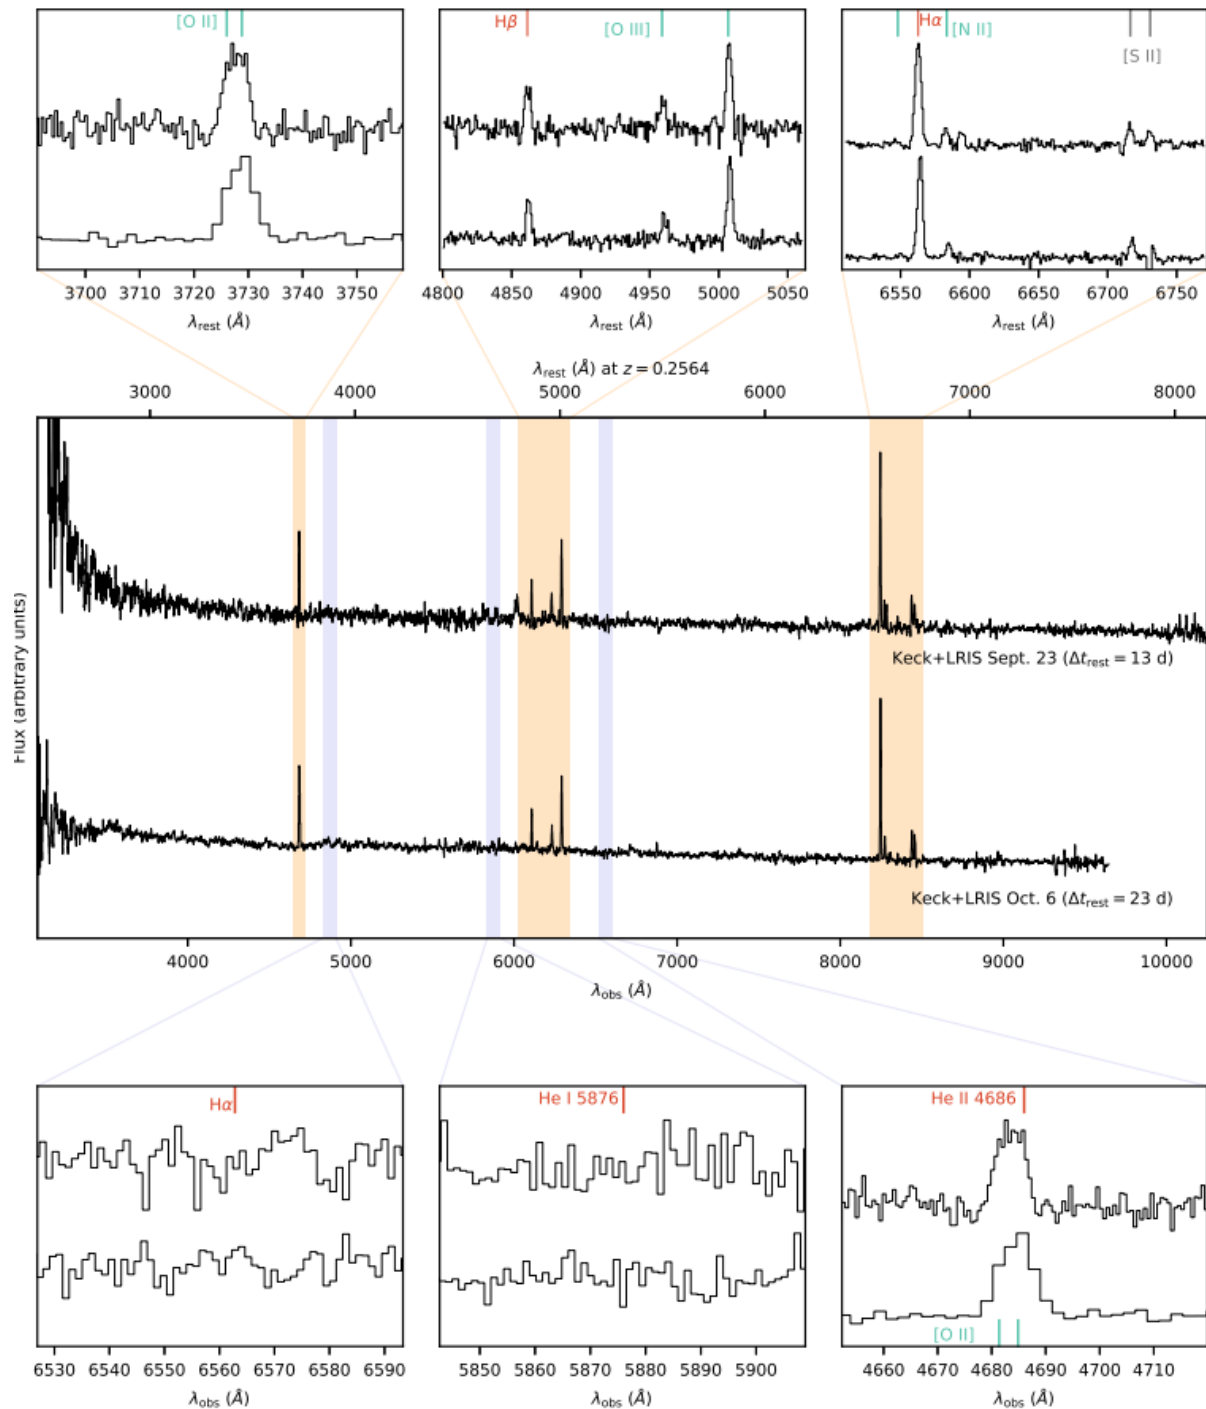 [O II]
Hβ
[O III]
Hα
[N II]
[S II]
3700 3710 3720 3730 3740 3750
4800 4850 4900 4950 5000 5050
6550 6600 6650 6700 6750
λrest (Å)
λrest (Å)
λrest (Å)
λrest (Å) at z = 0.2564
3000 4000 5000 6000 7000 8000
Flux (arbitrary units)
Keck+LRIS Sept. 23 (Δtrest = 13 d)
Keck+LRIS Oct. 6 (Δtrest = 23 d)
4000 5000 6000 7000 8000 9000 10000
λobs (Å)
Hα
He I 5876
He II 4686
[O II]
6530 6540 6550 6560 6570 6580 6590
5850 5860 5870 5880 5890 5900
4660 4670 4680 4690 4700 4710
λobs (Å)
λobs (Å)
λobs (Å)